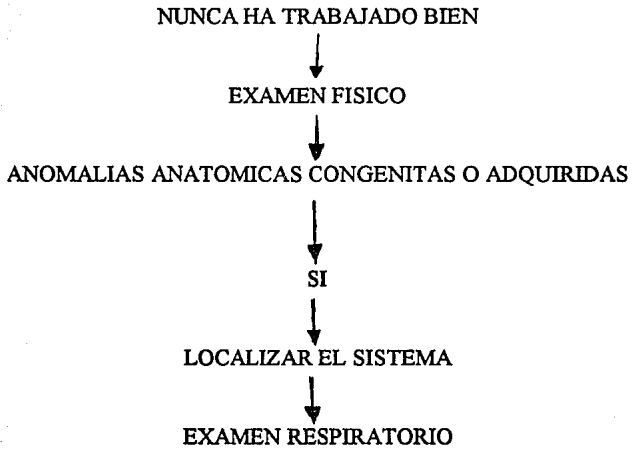 NUNCA HA TRABAJADO BIEN
EXAMEN FISICO
ANOMALIAS ANATOMICAS CONGENITAS O ADQUIRIDAS
SI
LOCALIZAR EL SISTEMA
EXAMEN RESPIRATORIO